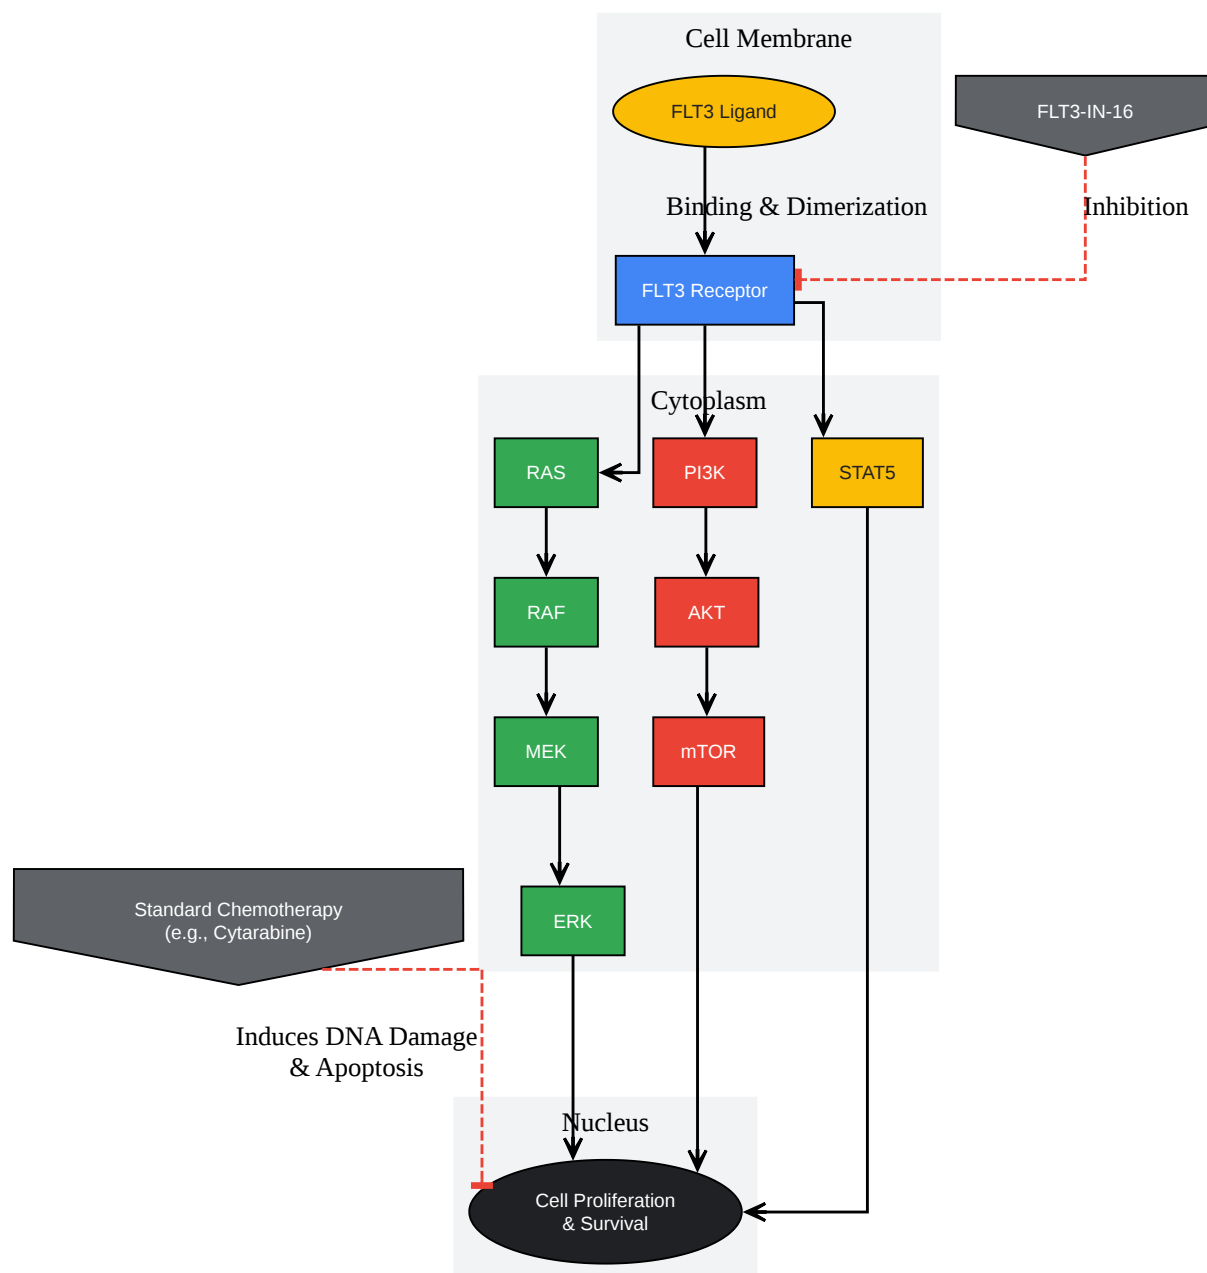 Cell Membrane
FLT3 Ligand
FLT3-IN-16
Binding & Dimerization
Inhibition
FLT3 Receptor
Cytoplasm
RAS
PI3K
STAT5
RAF
AKT
MEK
mTOR
Standard Chemotherapy
(e.g., Cytarabine)
ERK
Induces DNA Damage
& Apoptosis
Nucleus
Cell Proliferation
& Survival